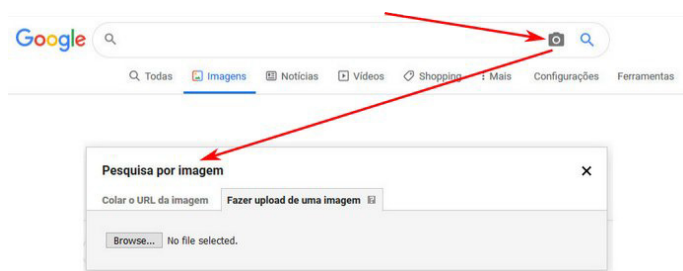 Google
Todas Imagens Notícias Vídeos Shopping Mais Configurações Ferramentas
Pesquisa por imagem
Colar o URL da imagem Fazer upload de uma imagem
Browse... No file selected.